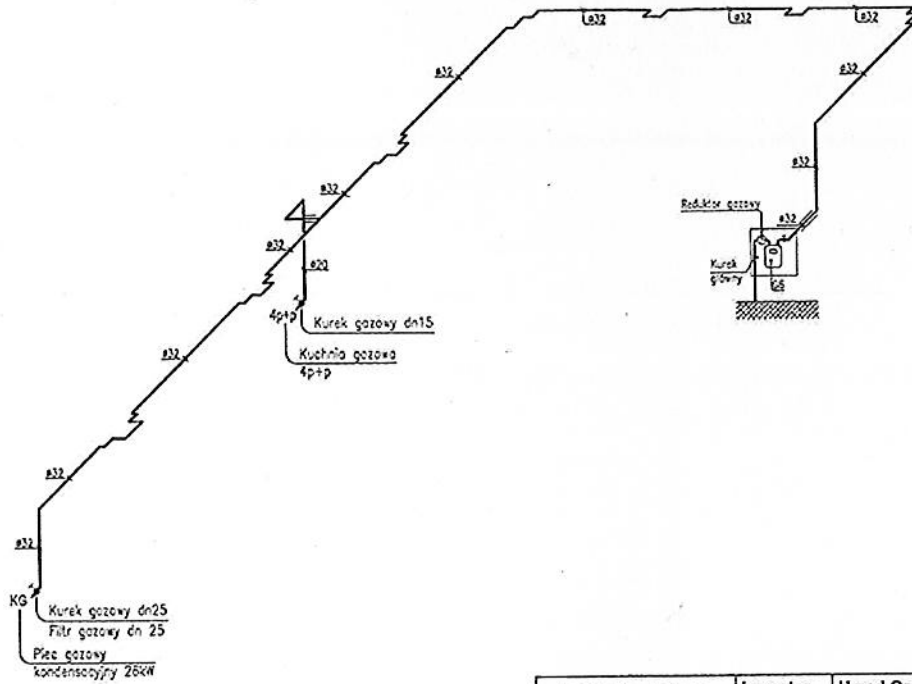 ø32
ø32
ø32
ø32
ø32
ø32
ø32
Reduktor gazowy
ø32
ø32
Kurek
główny
G6
ø20
4p+p
Kurek gazowy dn15
Kuchnia gazowa
4p+p
ø32
ø32
ø32
KG
Kurek gazowy dn25
Filtr gazowy dn 25
Piec gazowy
kondensacyjny 26kW